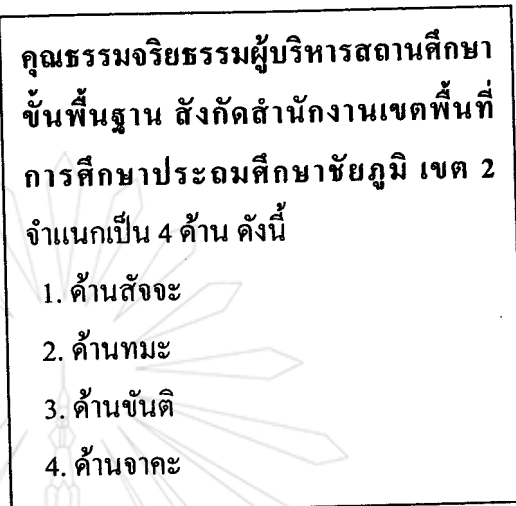 คุณธรรมจริยธรรมผู้บริหารสถานศึกษา
ขั้นพื้นฐาน สังกัดสำนักงานเขตพื้นที่
การศึกษาประถมศึกษาชัยภูมิ เขต 2
จำแนกเป็น 4 ด้าน ดังนี้
1. ด้านสัจจะ
2. ด้านทมะ
3. ด้านขันติ
4. ด้านจาคะ